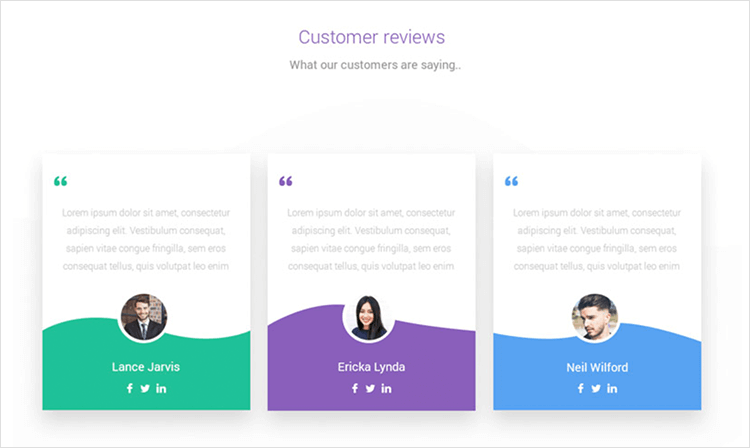 Customer reviews
What our customers are saying..
“
Lorem ipsum dolor sit amet, consectetur
adipiscing elit. Vestibulum consequat,
sapien vitae congue fringilla, sem eros
consequat tellus, quis volutpat leo enim
Lance Jarvis
“
Lorem ipsum dolor sit amet, consectetur
adipiscing elit. Vestibulum consequat,
sapien vitae congue fringilla, sem eros
consequat tellus, quis volutpat leo enim
Ericka Lynda
“
Lorem ipsum dolor sit amet, consectetur
adipiscing elit. Vestibulum consequat,
sapien vitae congue fringilla, sem eros
consequat tellus, quis volutpat leo enim
Neil Wilford